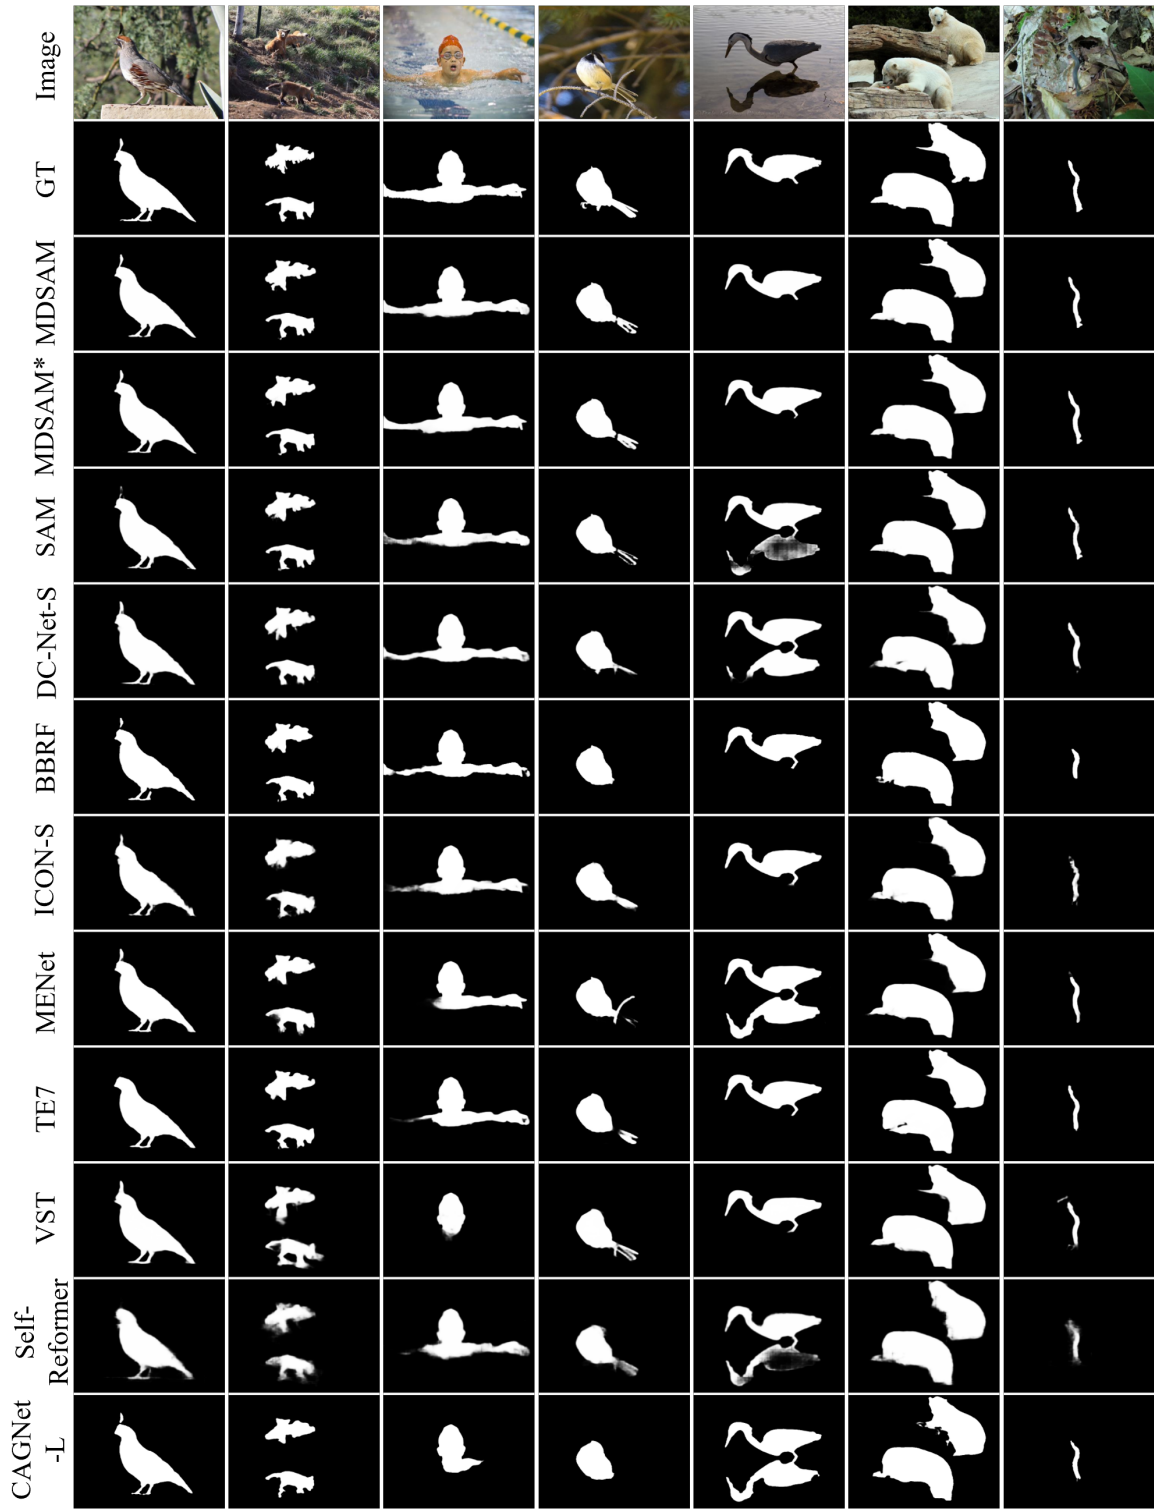 Image
GT
MDSAM
MDSAM*
SAM
DC-Net-S
BBRF
ICON-S
MENet
TE7
VST
Self-
Reformer
CAGNet
-L